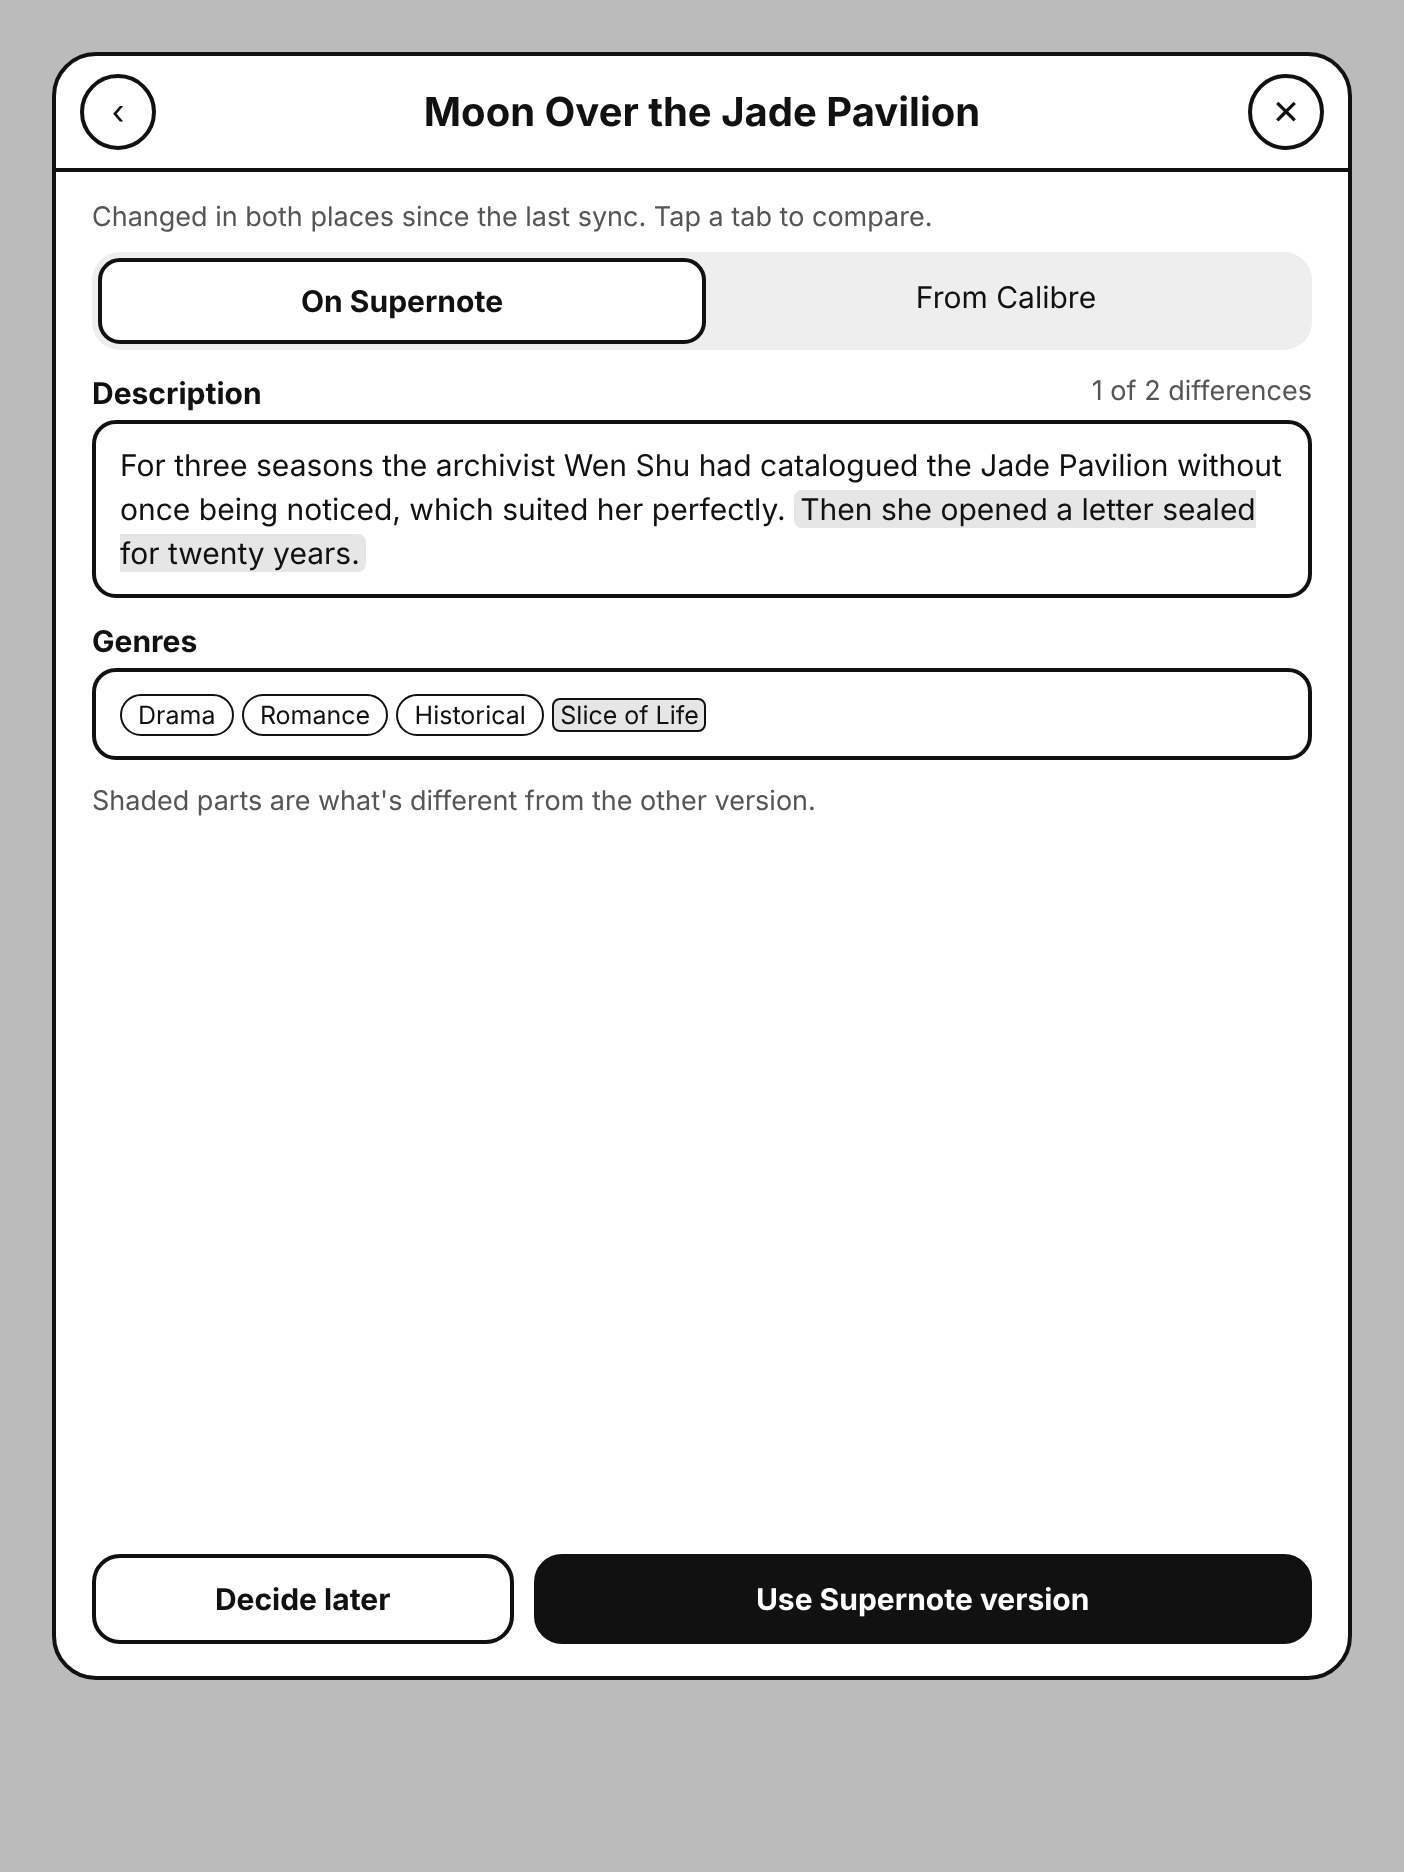 ‹
Moon Over the Jade Pavilion
✕
Changed in both places since the last sync. Tap a tab to compare.
On Supernote
From Calibre
Description
1 of 2 differences
For three seasons the archivist Wen Shu had catalogued the Jade Pavilion without
once being noticed, which suited her perfectly. Then she opened a letter sealed
for twenty years.
Genres
Drama Romance Historical Slice of Life
Shaded parts are what's different from the other version.
Decide later
Use Supernote version